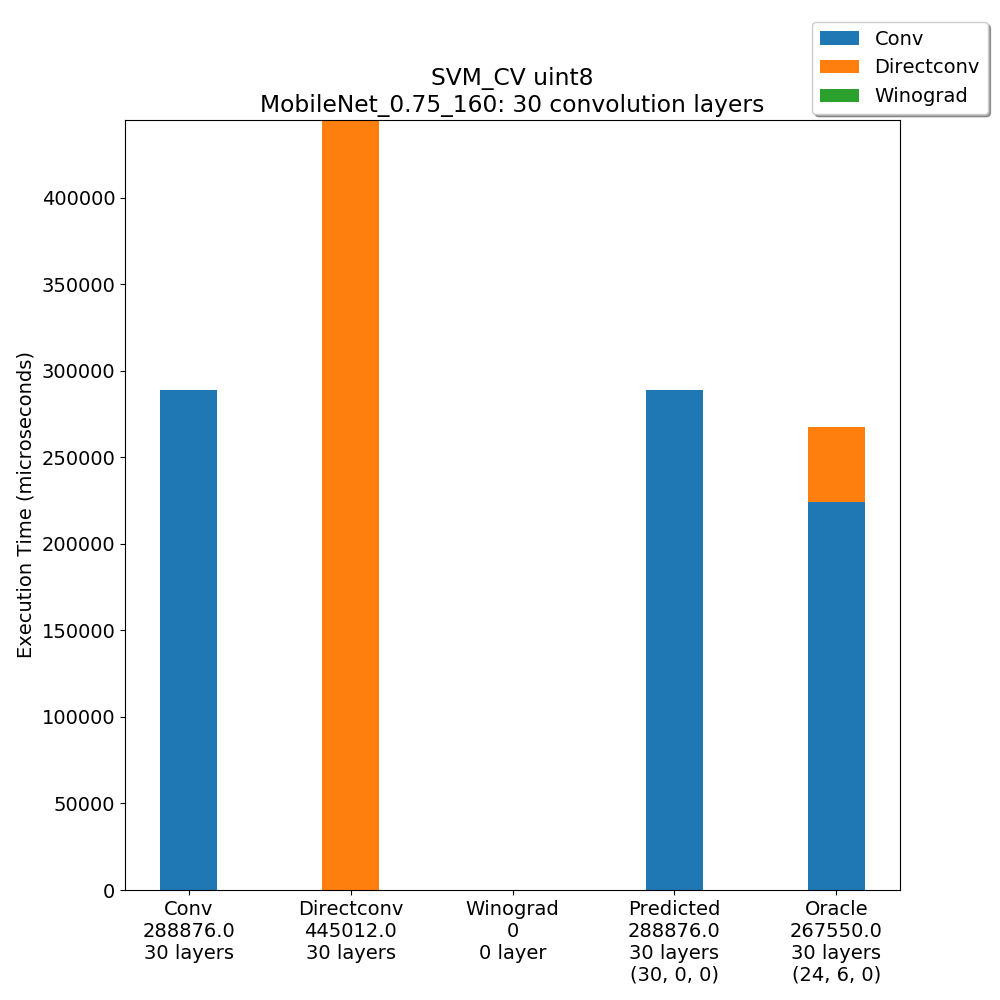 Conv
Directconv
Winograd
SVM_CV uint8
MobileNet_0.75_160: 30 convolution layers
Execution Time (microseconds)
400000
350000
300000
250000
200000
150000
100000
50000
0
Conv
288876.0
30 layers
Directconv
445012.0
30 layers
Winograd
0
0 layer
Predicted
288876.0
30 layers
(30, 0, 0)
Oracle
267550.0
30 layers
(24, 6, 0)